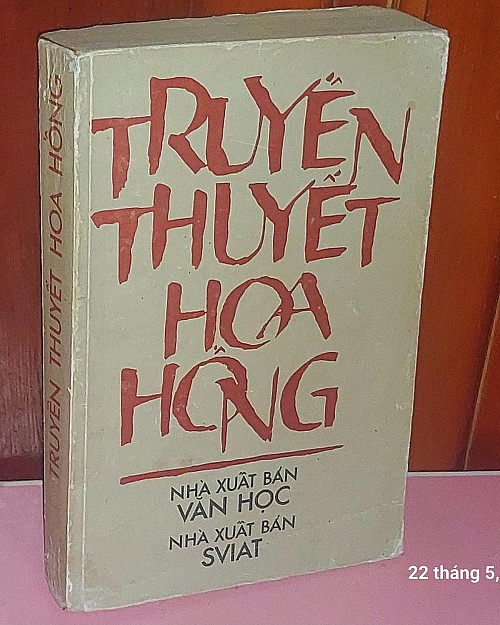 TRUYỀN THUYẾT HOA HỒNG
TRUYỀN
THUYẾT
HOA
HỒNG
NHÀ XUẤT BẢN
VĂN HỌC
NHÀ XUẤT BẢN
SVIAT
22 tháng 5,